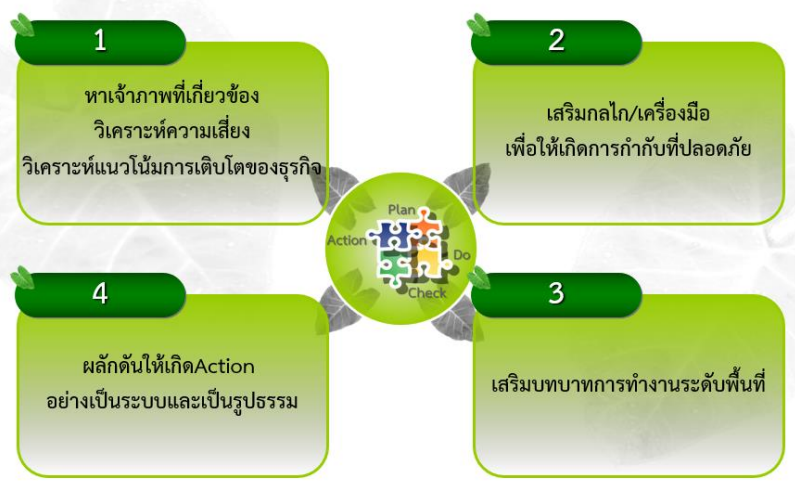 1
หาเจ้าภาพที่เกี่ยวข้อง
วิเคราะห์ความเสี่ยง
วิเคราะห์แนวโน้มการเติบโตของธุรกิจ
2
เสริมกลไก/เครื่องมือ
เพื่อให้เกิดการกำกับที่ปลอดภัย
Plan
Action
Do
Check
4
ผลักดันให้เกิดAction
อย่างเป็นระบบและเป็นรูปธรรม
3
เสริมบทบาทการทำงานระดับพื้นที่